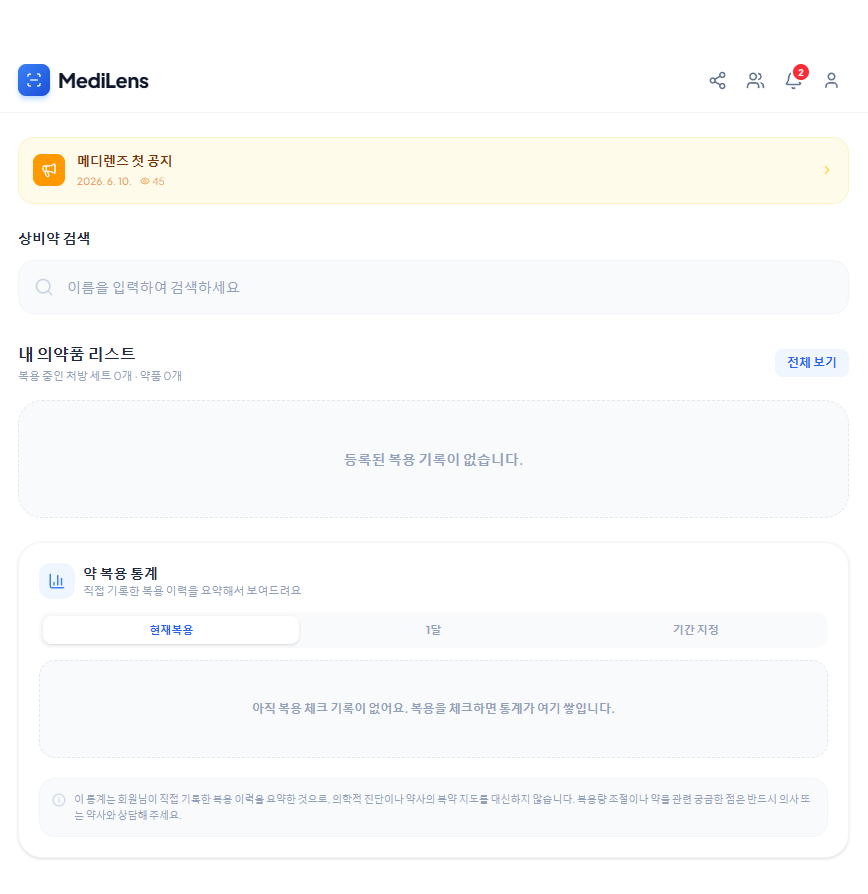 MediLens
2
메디렌즈 첫 공지
2026. 6. 10. 45
상비약 검색
이름을 입력하여 검색하세요
내 의약품 리스트
전체 보기
복용 중인 처방 세트 0개 · 약품 0개
등록된 복용 기록이 없습니다.
약 복용 통계
직접 기록한 복용 이력을 요약해서 보여드려요
현재복용 1달 기간 지정
아직 복용 체크 기록이 없어요. 복용을 체크하면 통계가 여기 쌓입니다.
이 통계는 회원님이 직접 기록한 복용 이력을 요약한 것으로, 의학적 진단이나 약사의 복약 지도를 대신하지 않습니다. 복용량 조절이나 약물 관련 궁금한 점은 반드시 의사 또
는 약사와 상담해 주세요.